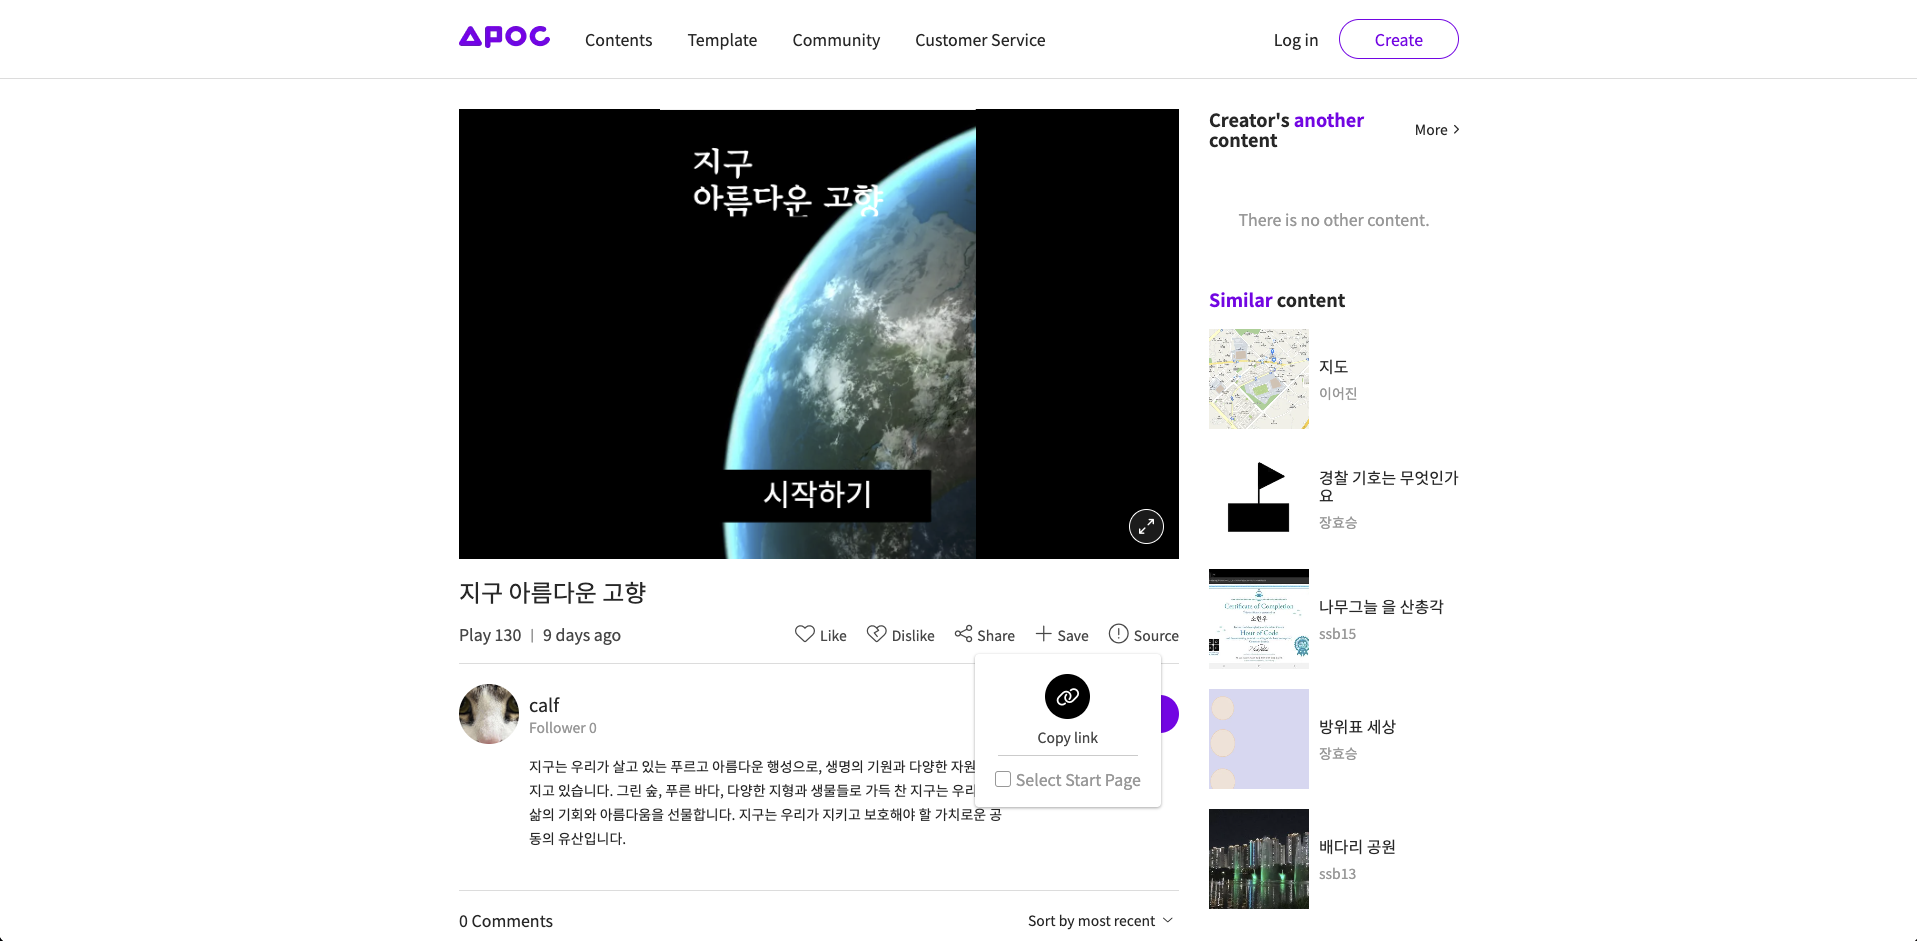 APOC
Contents
Template
Community
Customer Service
Log in
Create
지구
아름다운 고향
시작하기
지구 아름다운 고향
Play 130 | 9 days ago
Like
Dislike
Share
Save
Source
Copy link
Select Start Page
calf
Follower 0
지구는 우리가 살고 있는 푸르고 아름다운 행성으로, 생명의 기원과 다양한 자원
지고 있습니다. 그린 숲, 푸른 바다, 다양한 지형과 생물들로 가득 찬 지구는 우리
삶의 기회와 아름다움을 선물합니다. 지구는 우리가 지키고 보호해야 할 가치로운 공
동의 유산입니다.
0 Comments
Sort by most recent
Creator's another
content
More
There is no other content.
Similar content
지도
이어진
경찰 기호는 무엇인가
요
장효승
Certificate of Completion
Hour of Code
나무그늘 을 산총각
ssb15
방위표 세상
장효승
배다리 공원
ssb13